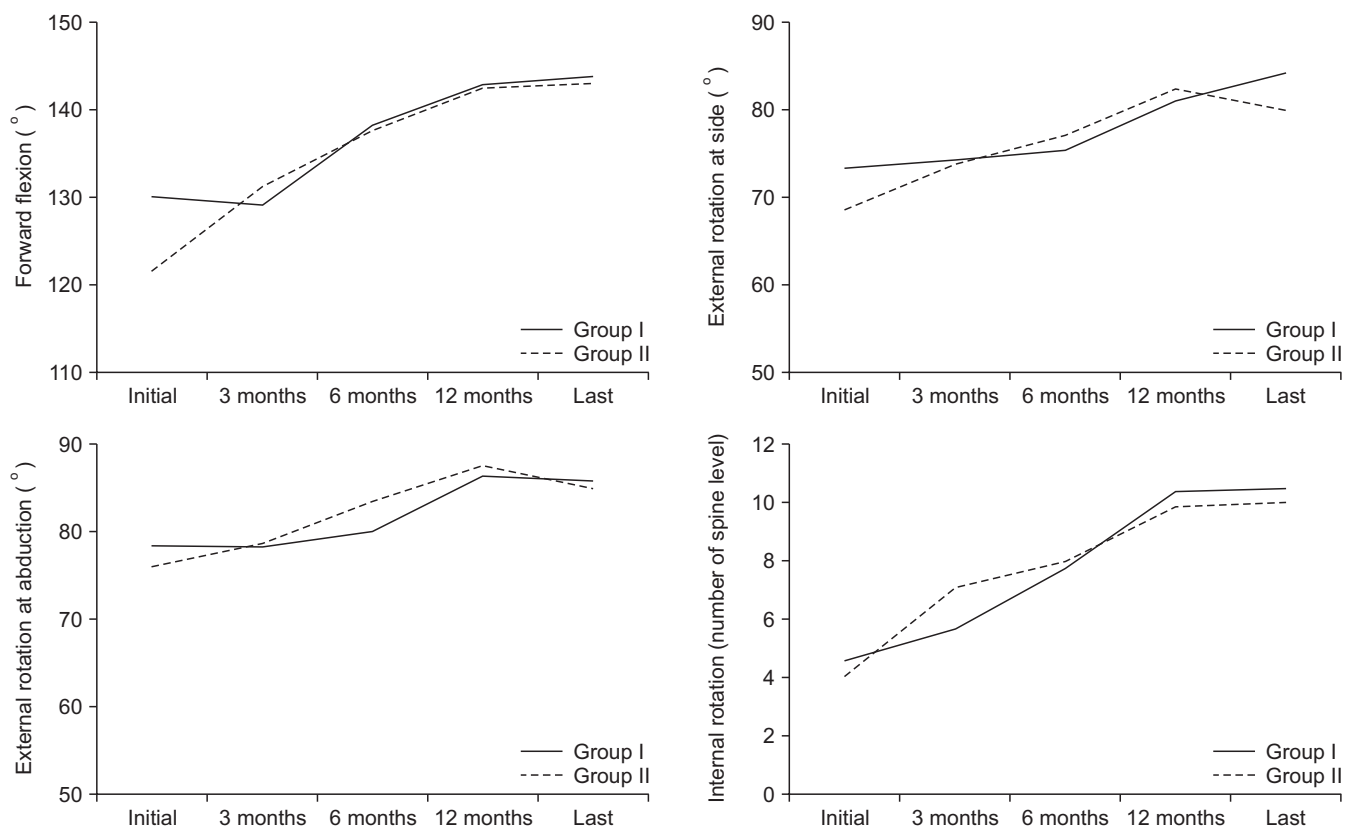 150
140
130
120
110
Forward flexion ( ° )
Group I
Group II
Initial 3 months 6 months 12 months Last
90
80
70
60
50
External rotation at side ( ° )
Group I
Group II
Initial 3 months 6 months 12 months Last
90
80
70
60
50
External rotation at abduction ( ° )
Group I
Group II
Initial 3 months 6 months 12 months Last
12
10
8
6
4
2
0
Internal rotation (number of spine level)
Group I
Group II
Initial 3 months 6 months 12 months Last